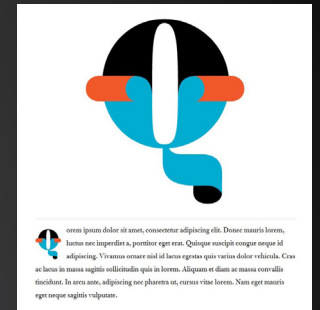 Q
orem ipsum dolor sit amet, consectetur adipiscing elit. Donec mauris lorem,
luctus nec imperdiet a, porttitor eget erat. Quisque suscipit congue neque id
adipiscing. Vivamus ornare nisl id lacus egestas quis varius dolor vehicula. Cras
ac lacus in massa sagittis sollicitudin quis in lorem. Aliquam et diam ac massa convallis
tincidunt. In arcu ante, adipiscing nec pharetra ut, cursus vitae lorem. Nam eget mauris
eget neque sagittis vulputate.